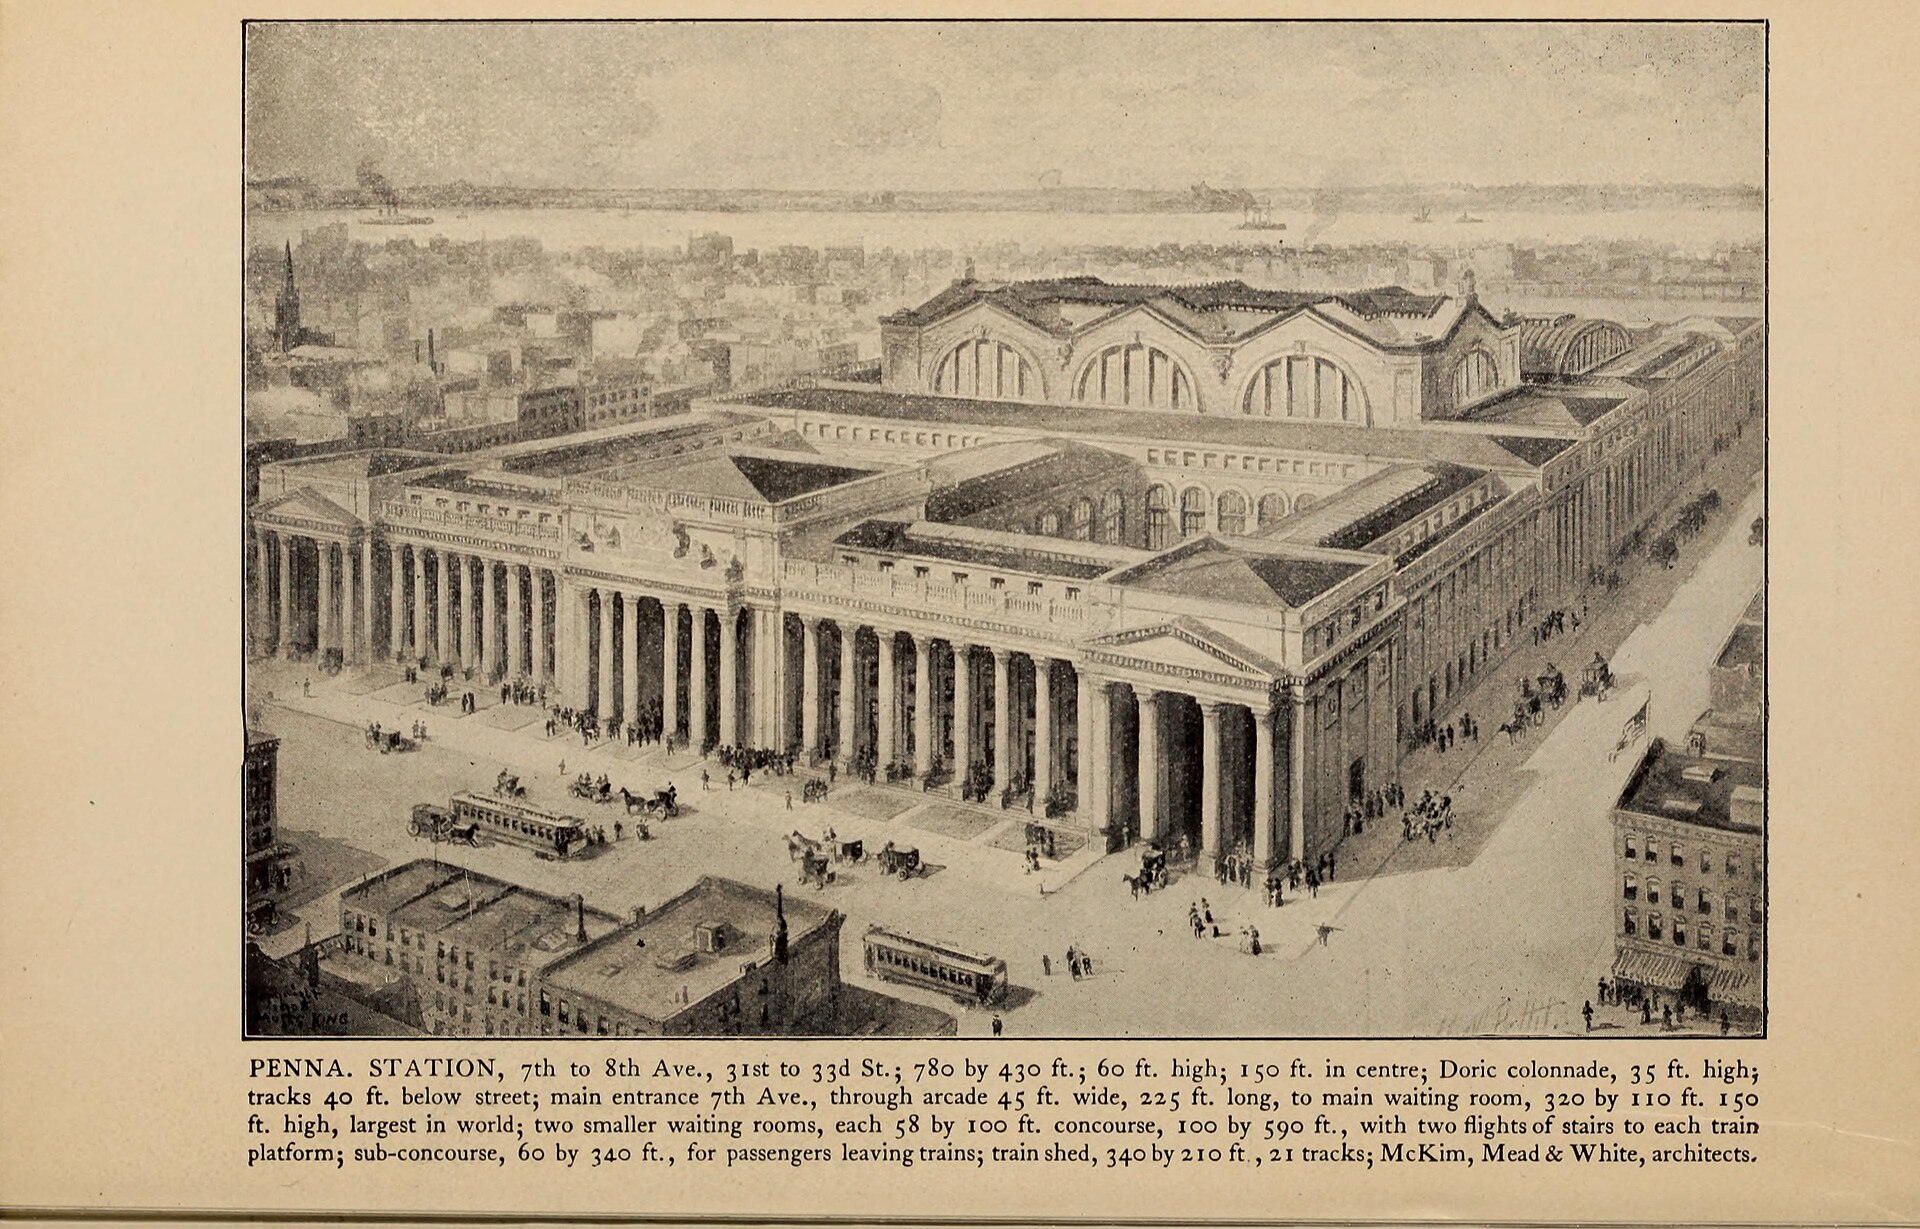 PENNA. STATION, 7th to 8th Ave., 31st to 33d St.; 780 by 430 ft.; 60 ft. high; 150 ft. in centre; Doric colonnade, 35 ft. high;
tracks 40 ft. below street; main entrance 7th Ave., through arcade 45 ft. wide, 225 ft. long, to main waiting room, 320 by 110 ft. 150
ft. high, largest in world; two smaller waiting rooms, each 58 by 100 ft. concourse, 100 by 590 ft., with two flights of stairs to each train
platform; sub-concourse, 60 by 340 ft., for passengers leaving trains; train shed, 340 by 210 ft., 21 tracks; McKim, Mead & White, architects.
KING